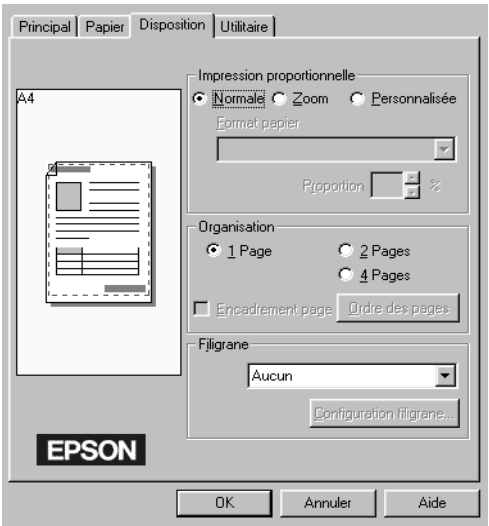 Principal Papier Disposition Utilitaire
A4
Impression proportionnelle
Normale Zoom Personnalisée
Format papier
Proportion %
Organisation
1 Page 2 Pages
4 Pages
Encadrement page Ordre des pages
Filigrane
Aucun
Configuration filigrane...
EPSON
OK Annuler Aide